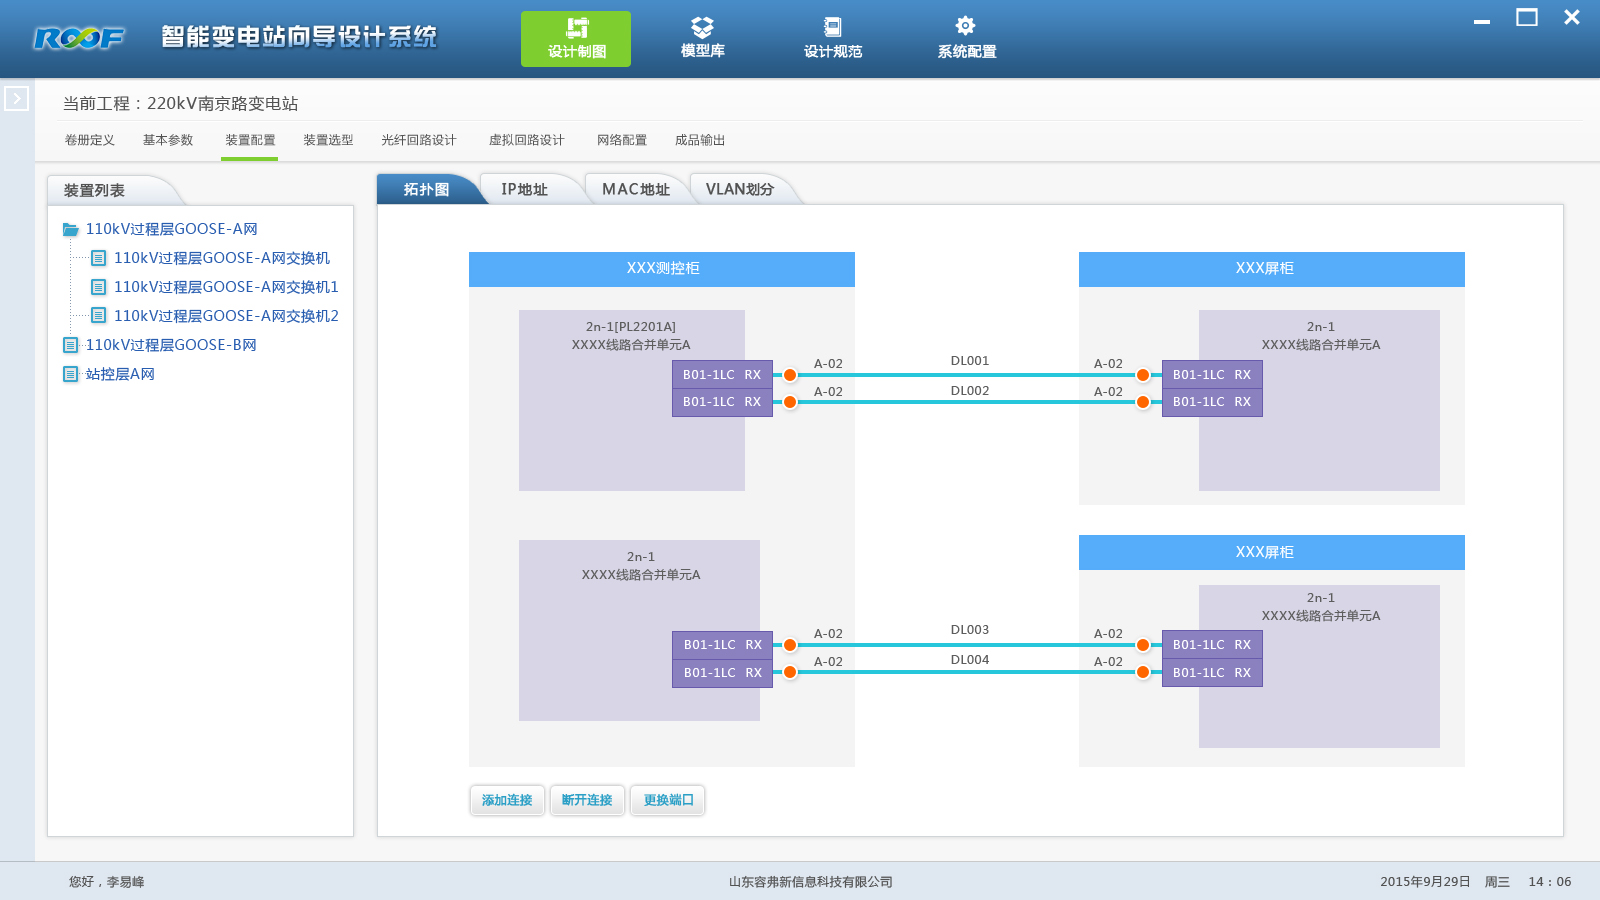 ROOF 智能变电站向导设计系统
设计制图 模型库 设计规范 系统配置
当前工程：220kV南京路变电站
卷册定义 基本参数 装置配置 装置选型 光纤回路设计 虚拟回路设计 网络配置 成品输出
装置列表
110kV过程层GOOSE-A网
110kV过程层GOOSE-A网交换机
110kV过程层GOOSE-A网交换机1
110kV过程层GOOSE-A网交换机2
110kV过程层GOOSE-B网
站控层A网
拓扑图 IP地址 MAC地址 VLAN划分
XXX测控柜
2n-1[PL2201A]
XXXX线路合并单元A
B01-1LC RX
B01-1LC RX
A-02
A-02
DL001
DL002
A-02
A-02
XXX屏柜
2n-1
XXXX线路合并单元A
B01-1LC RX
B01-1LC RX
2n-1
XXXX线路合并单元A
B01-1LC RX
B01-1LC RX
A-02
A-02
DL003
DL004
A-02
A-02
XXX屏柜
2n-1
XXXX线路合并单元A
B01-1LC RX
B01-1LC RX
添加连接 断开连接 更换端口
您好，李易峰
山东容弗新信息科技有限公司
2015年9月29日 周三 14：06